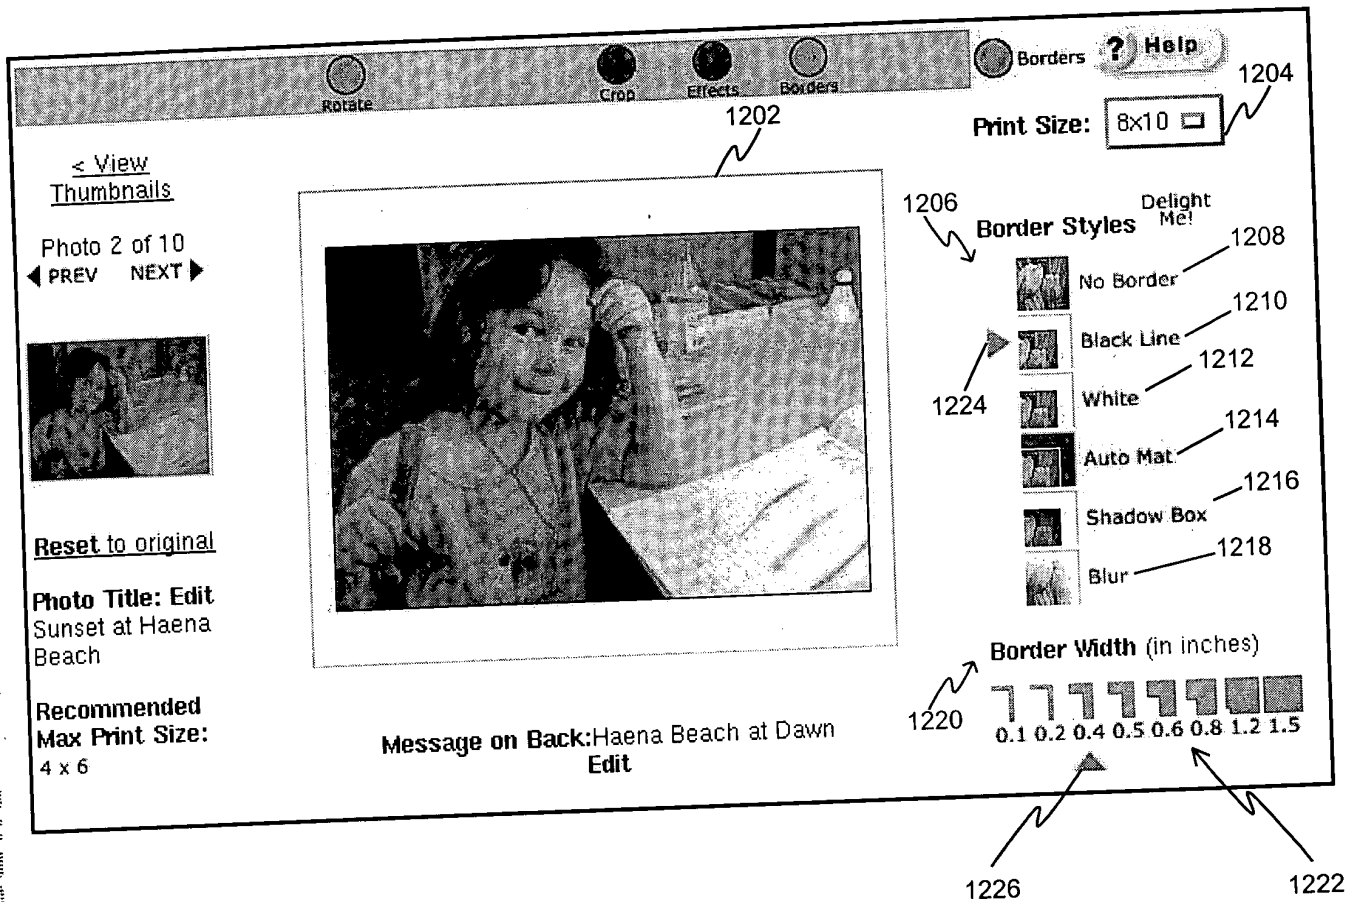 Rotate
Crop
Effects
Borders
Borders
? Help
1202
1204
Print Size: 8x10
< View
Thumbnails
Photo 2 of 10
PREV NEXT
Reset to original
Photo Title: Edit
Sunset at Haena
Beach
Recommended
Max Print Size:
4 x 6
Message on Back:Haena Beach at Dawn
Edit
1206
Delight
Me!
Border Styles
1208
No Border
1210
Black Line
1212
1224
White
1214
Auto Mat
1216
Shadow Box
1218
Blur
Border Width (in inches)
1220
0.1 0.2 0.4 0.5 0.6 0.8 1.2 1.5
1226
1222